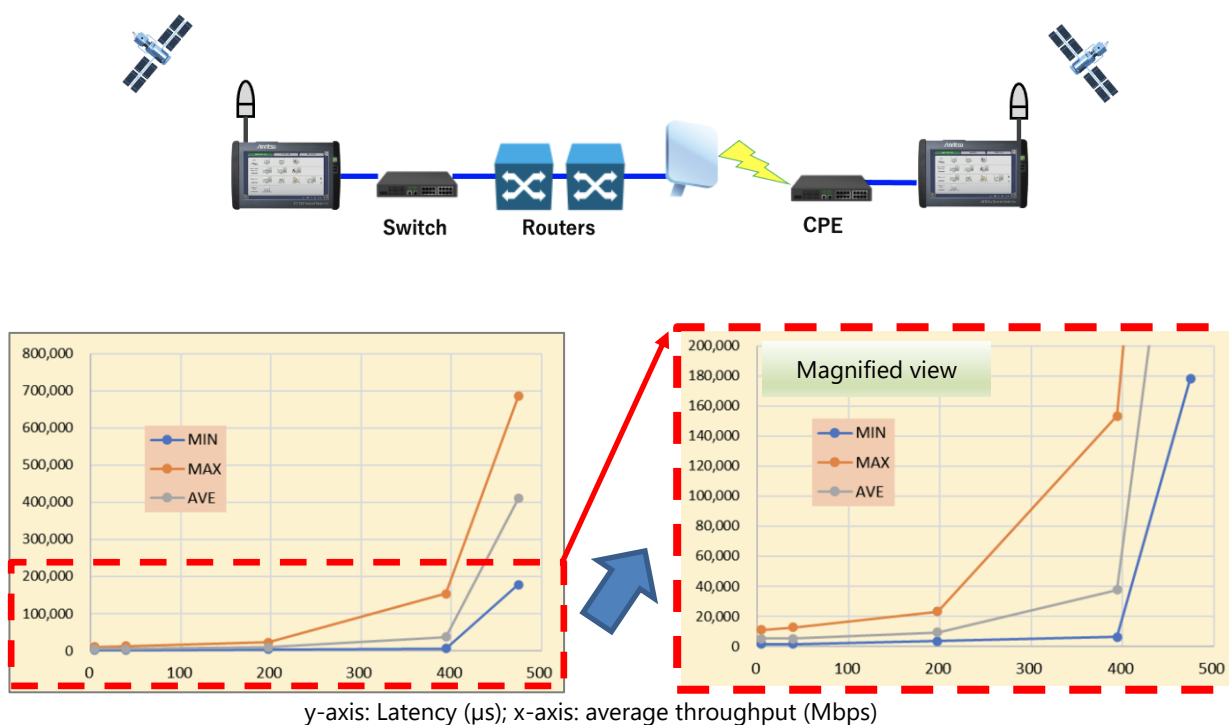 Anritsu
Anritsu
Switch
Routers
CPE
800,000
700,000
600,000
500,000
400,000
300,000
200,000
100,000
0
0 100 200 300 400 500
MIN
MAX
AVE
Magnified view
200,000
180,000
160,000
140,000
120,000
100,000
80,000
60,000
40,000
20,000
0
0 100 200 300 400 500
MIN
MAX
AVE
y-axis: Latency (μs); x-axis: average throughput (Mbps)